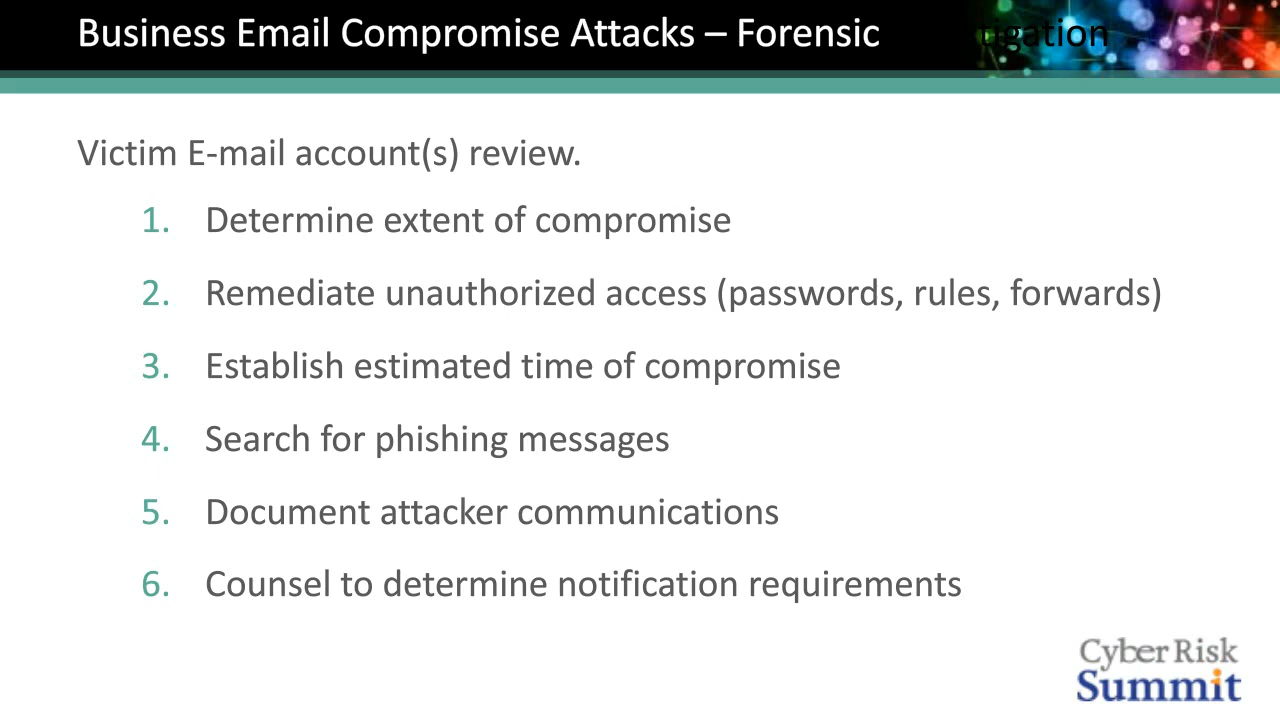 Business Email Compromise Attacks – Forensic tigation
Victim E-mail account(s) review.
1. Determine extent of compromise
2. Remediate unauthorized access (passwords, rules, forwards)
3. Establish estimated time of compromise
4. Search for phishing messages
5. Document attacker communications
6. Counsel to determine notification requirements
Cyber Risk
Summit